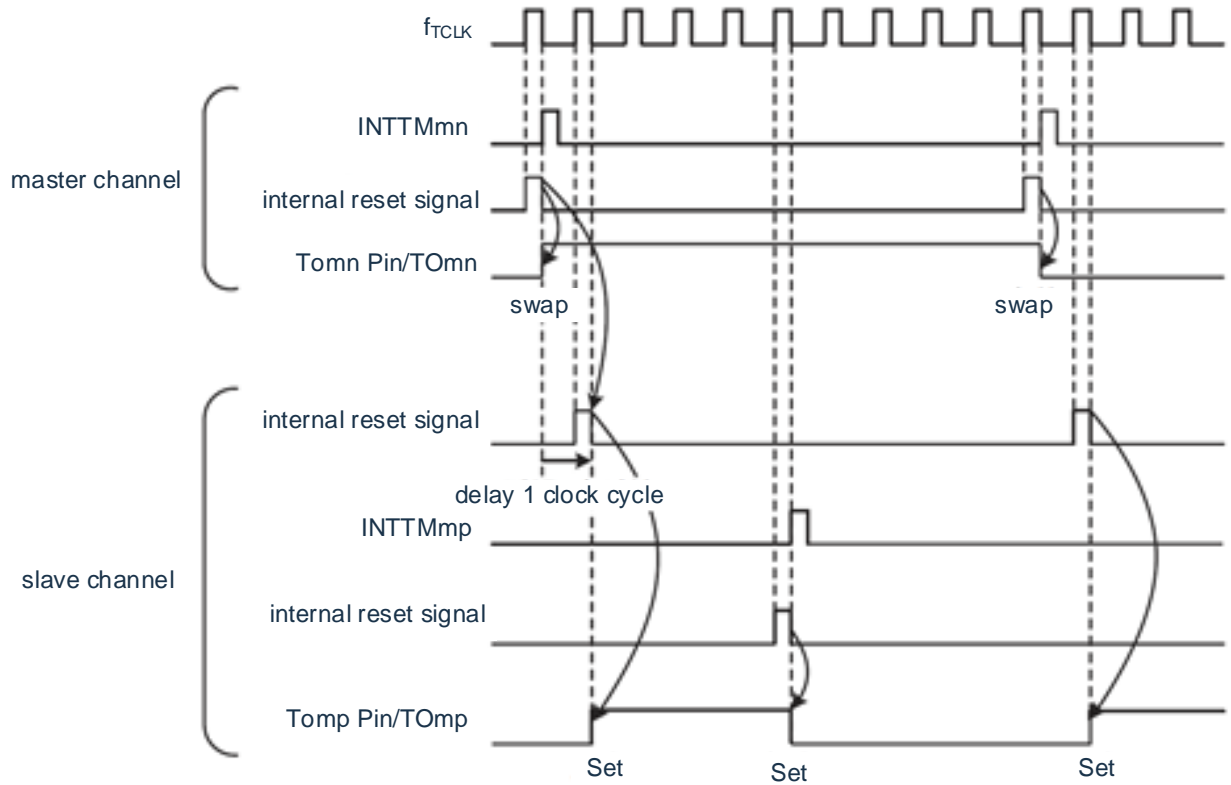 fTCLK
INTTMmn
master channel
internal reset signal
Tomn Pin/TOmn
swap
swap
internal reset signal
delay 1 clock cycle
INTTMmp
slave channel
internal reset signal
Tomp Pin/TOmp
Set
Set
Set